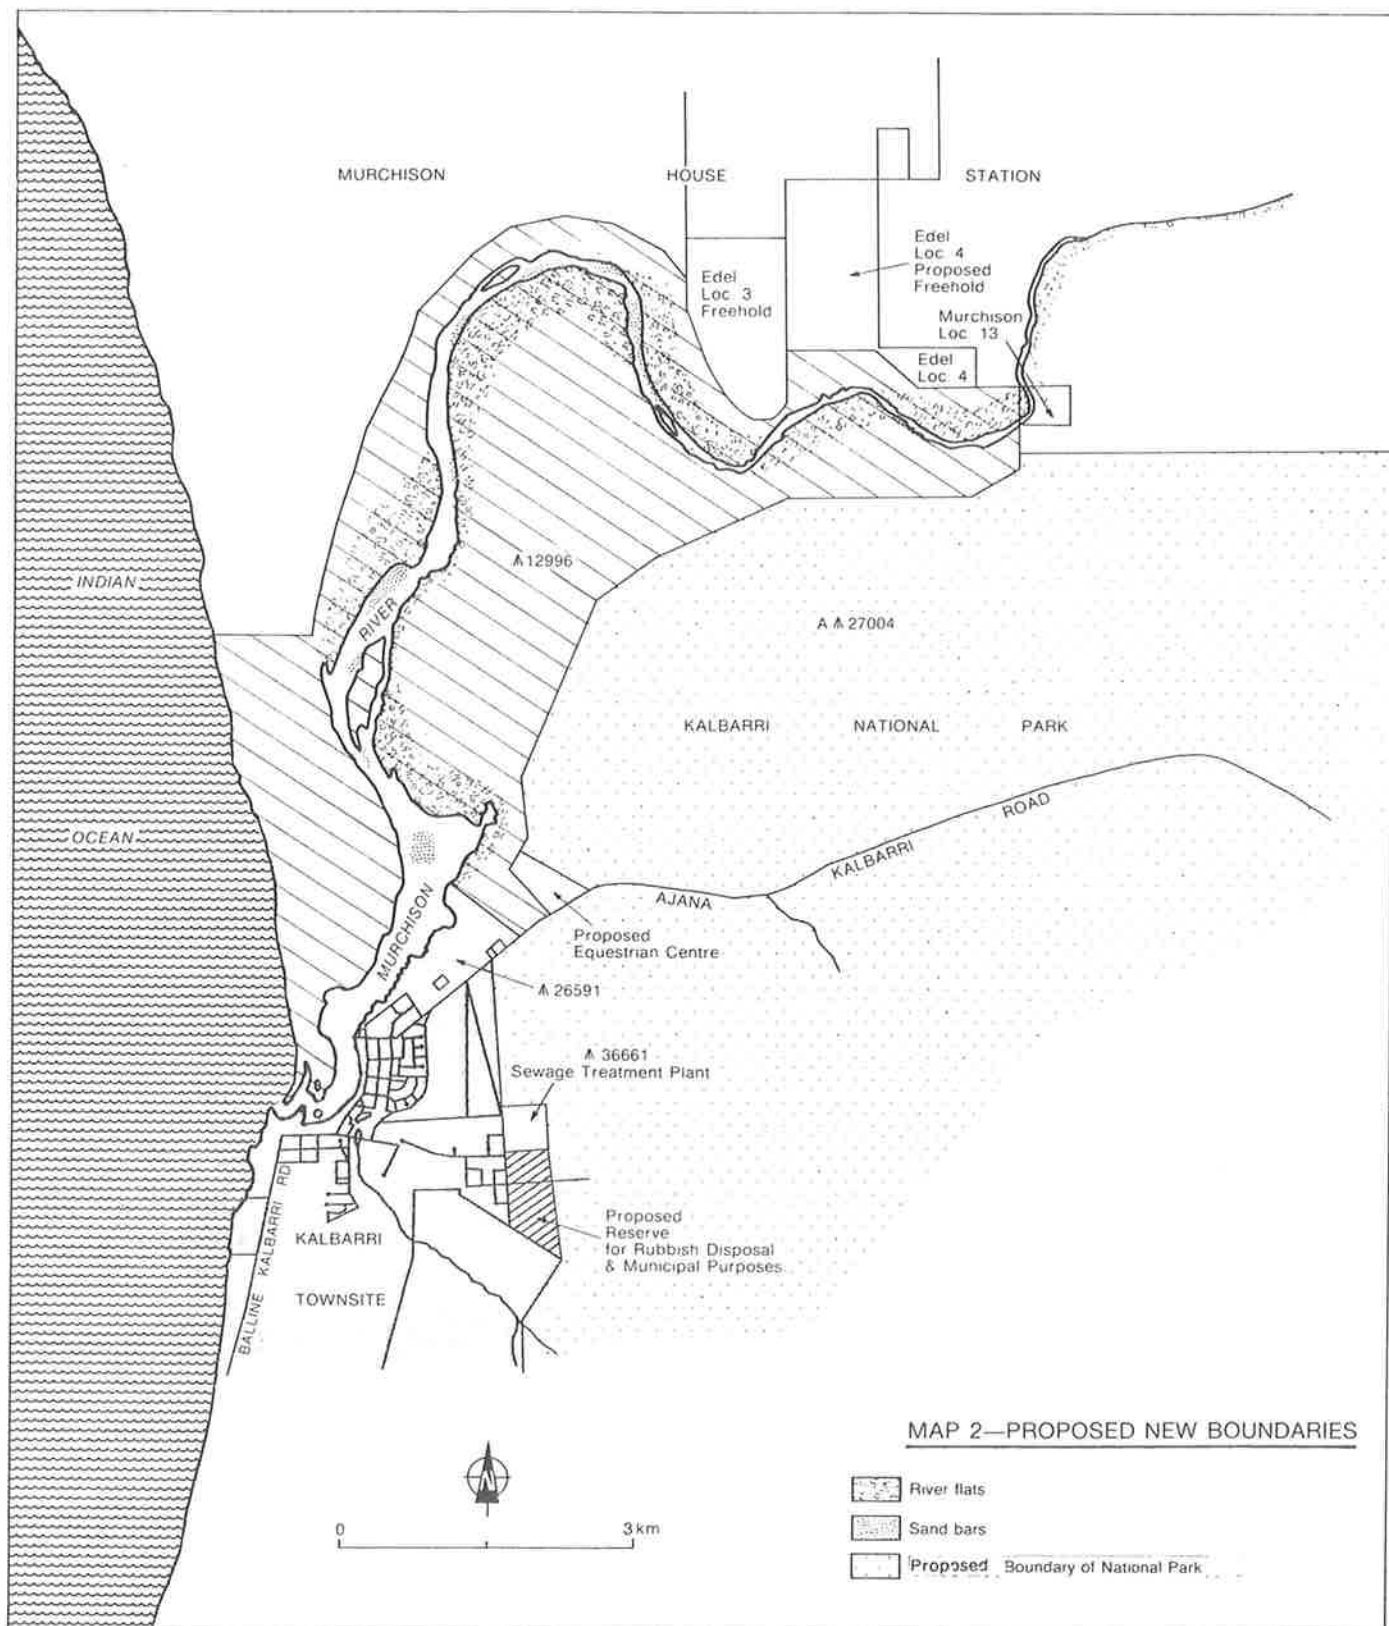 MURCHISON HOUSE STATION
Edel
Loc. 4
Proposed
Freehold
Edel
Loc. 3
Freehold
Murchison
Loc. 13
Edel
Loc. 4
12996
INDIAN
RIVER
A 27004
KALBARRI NATIONAL PARK
ROAD
OCEAN
KALBARRI
AJANA
MURCHISON
Proposed
Equestrian Centre
26591
36661
Sewage Treatment Plant
BALLINE KALBARRI RD
Proposed
Reserve
for Rubbish Disposal
& Municipal Purposes
KALBARRI
TOWNSITE
MAP 2—PROPOSED NEW BOUNDARIES
N
River flats
0 3 km
Sand bars
Proposed Boundary of National Park